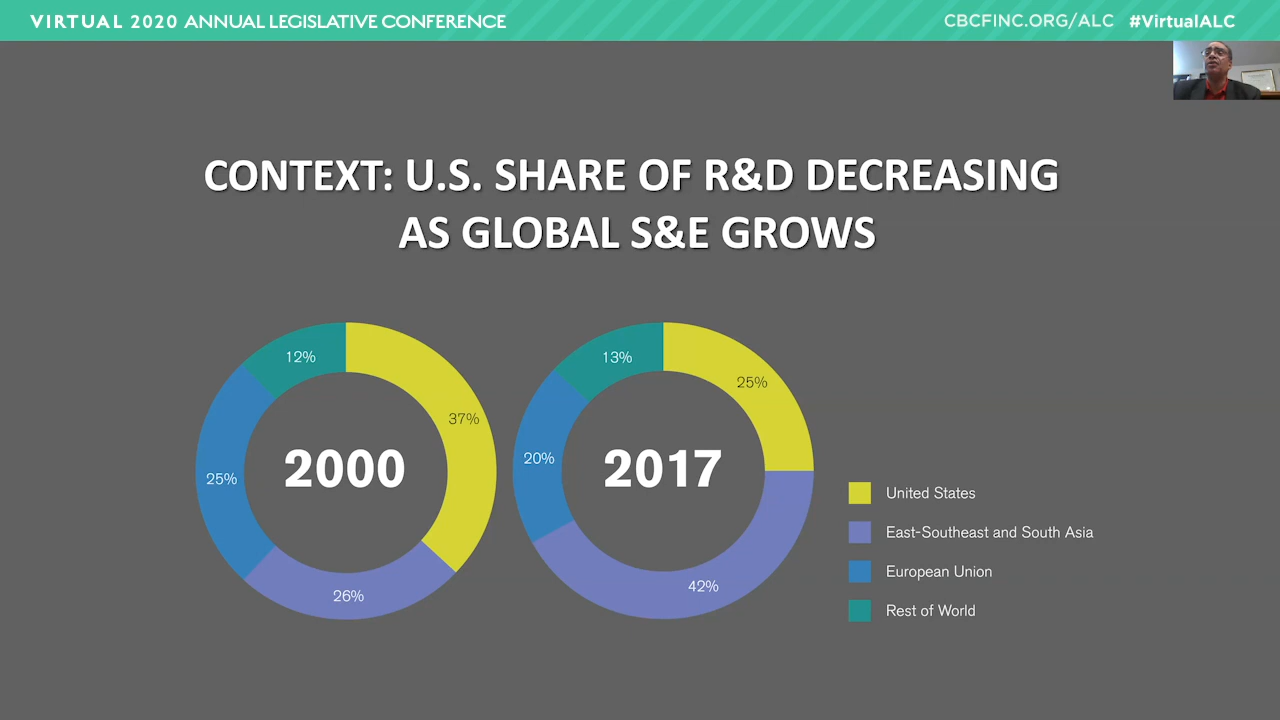 VIRTUAL 2020 ANNUAL LEGISLATIVE CONFERENCE
CBCFINC.ORG/ALC #VirtualALC
CONTEXT: U.S. SHARE OF R&D DECREASING
AS GLOBAL S&E GROWS
12%
37%
25%
26%
2000
13%
25%
20%
42%
2017
United States
East-Southeast and South Asia
European Union
Rest of World